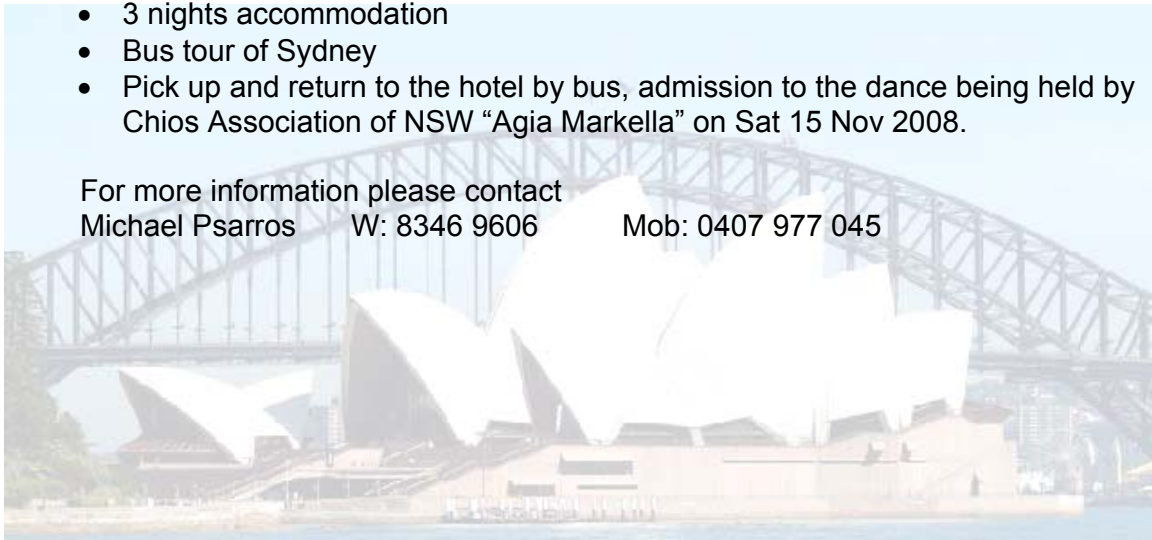 • 3 nights accommodation
• Bus tour of Sydney
• Pick up and return to the hotel by bus, admission to the dance being held by
Chios Association of NSW “Agia Markella” on Sat 15 Nov 2008.
For more information please contact
Michael Psarros W: 8346 9606 Mob: 0407 977 045